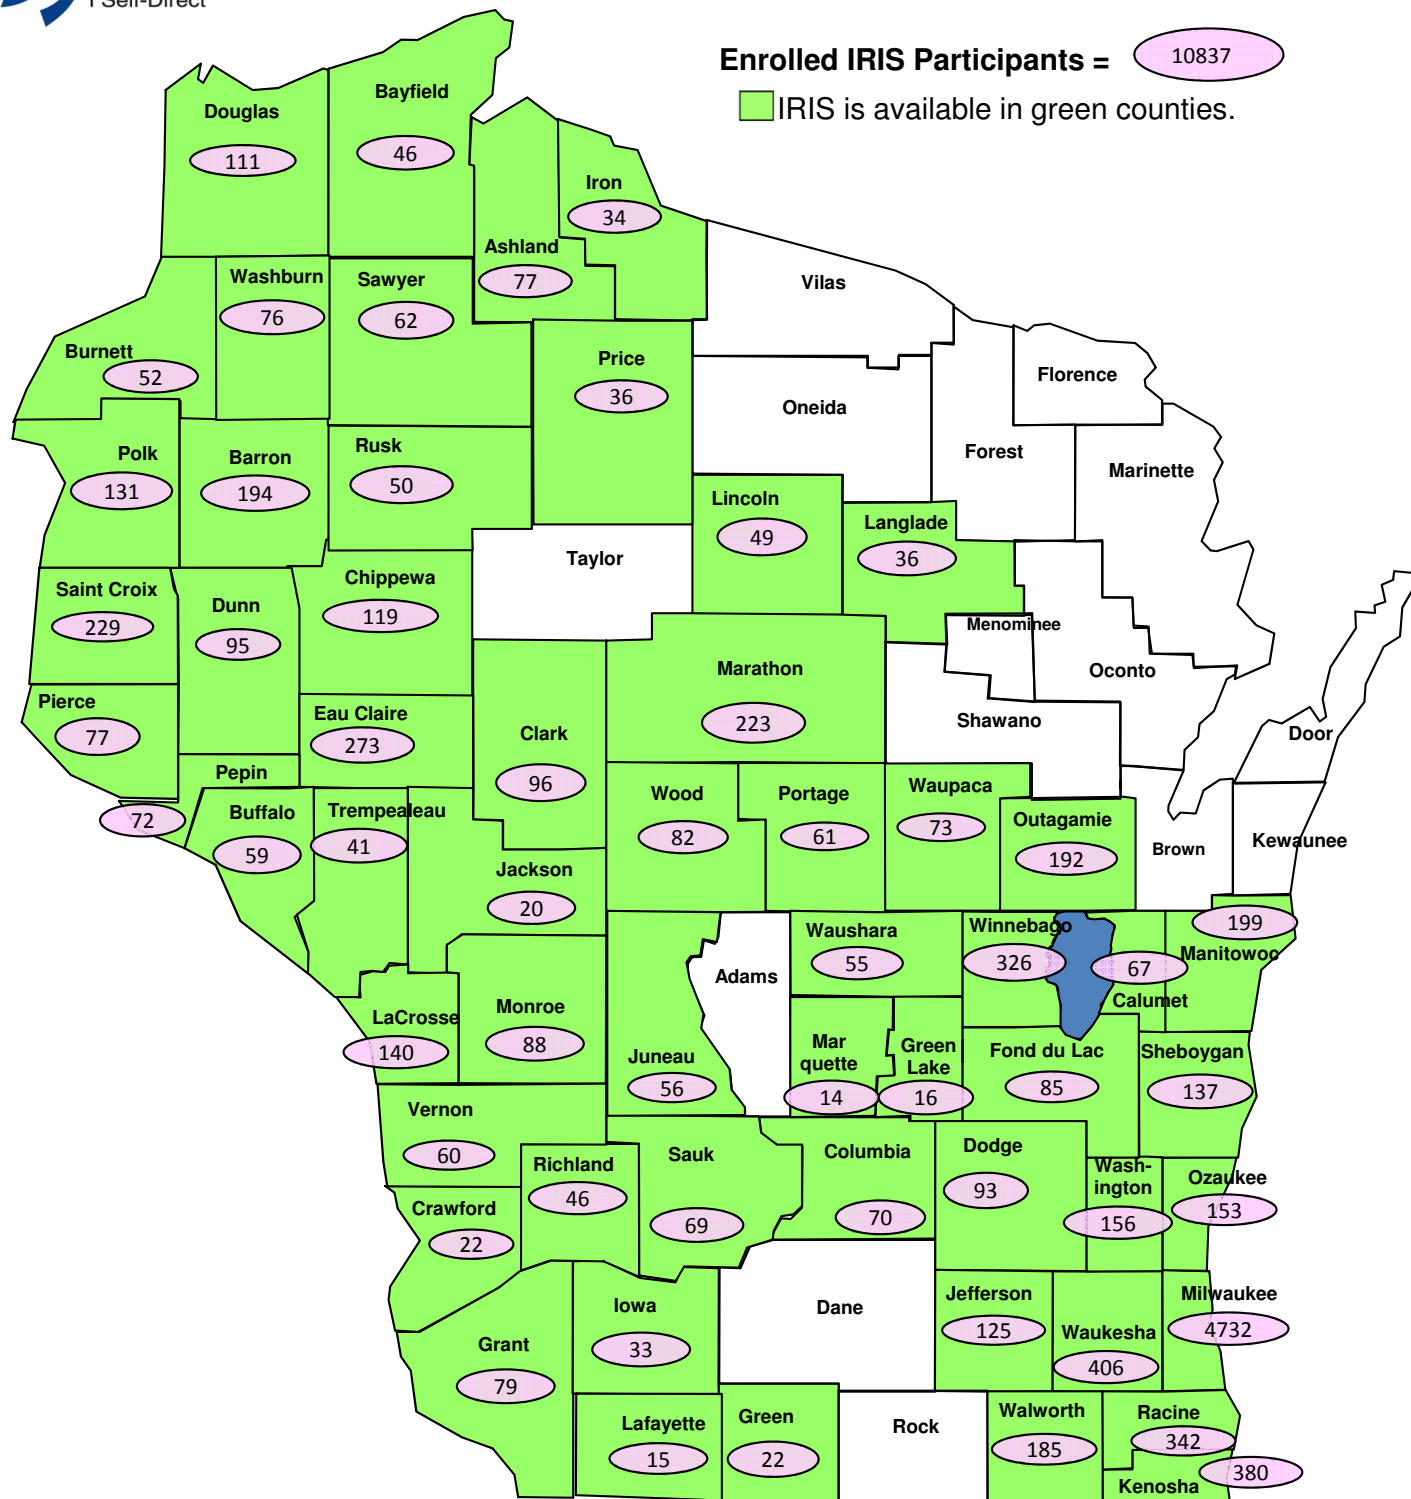 I Self-Direct
Enrolled IRIS Participants =
10837
IRIS is available in green counties.
Douglas
111
Bayfield
46
Iron
34
Ashland
77
Washburn
76
Sawyer
62
Vilas
Burnett
52
Price
36
Oneida
Florence
Forest
Marinette
Polk
131
Barron
194
Rusk
50
Lincoln
49
Langlade
36
Taylor
Saint Croix
229
Dunn
95
Chippewa
119
Menominee
Marathon
223
Oconto
Shawano
Door
Pierce
77
Eau Claire
273
Clark
96
Pepin
72
Buffalo
59
Trempealeau
41
Wood
82
Portage
61
Waupaca
73
Outagamie
192
Brown
Kewaunee
Jackson
20
Waushara
55
Winnebago
326
67
Calumet
199
Manitowoc
Adams
LaCrosse
140
Monroe
88
Juneau
56
Mar
quette
14
Green
Lake
16
Fond du Lac
85
Sheboygan
137
Vernon
60
Richland
46
Sauk
69
Columbia
70
Dodge
93
Wash-
ington
156
Ozaukee
153
Crawford
22
Iowa
33
Dane
Jefferson
125
Waukesha
406
Milwaukee
4732
Grant
79
Lafayette
15
Green
22
Rock
Walworth
185
Racine
342
Kenosha
380